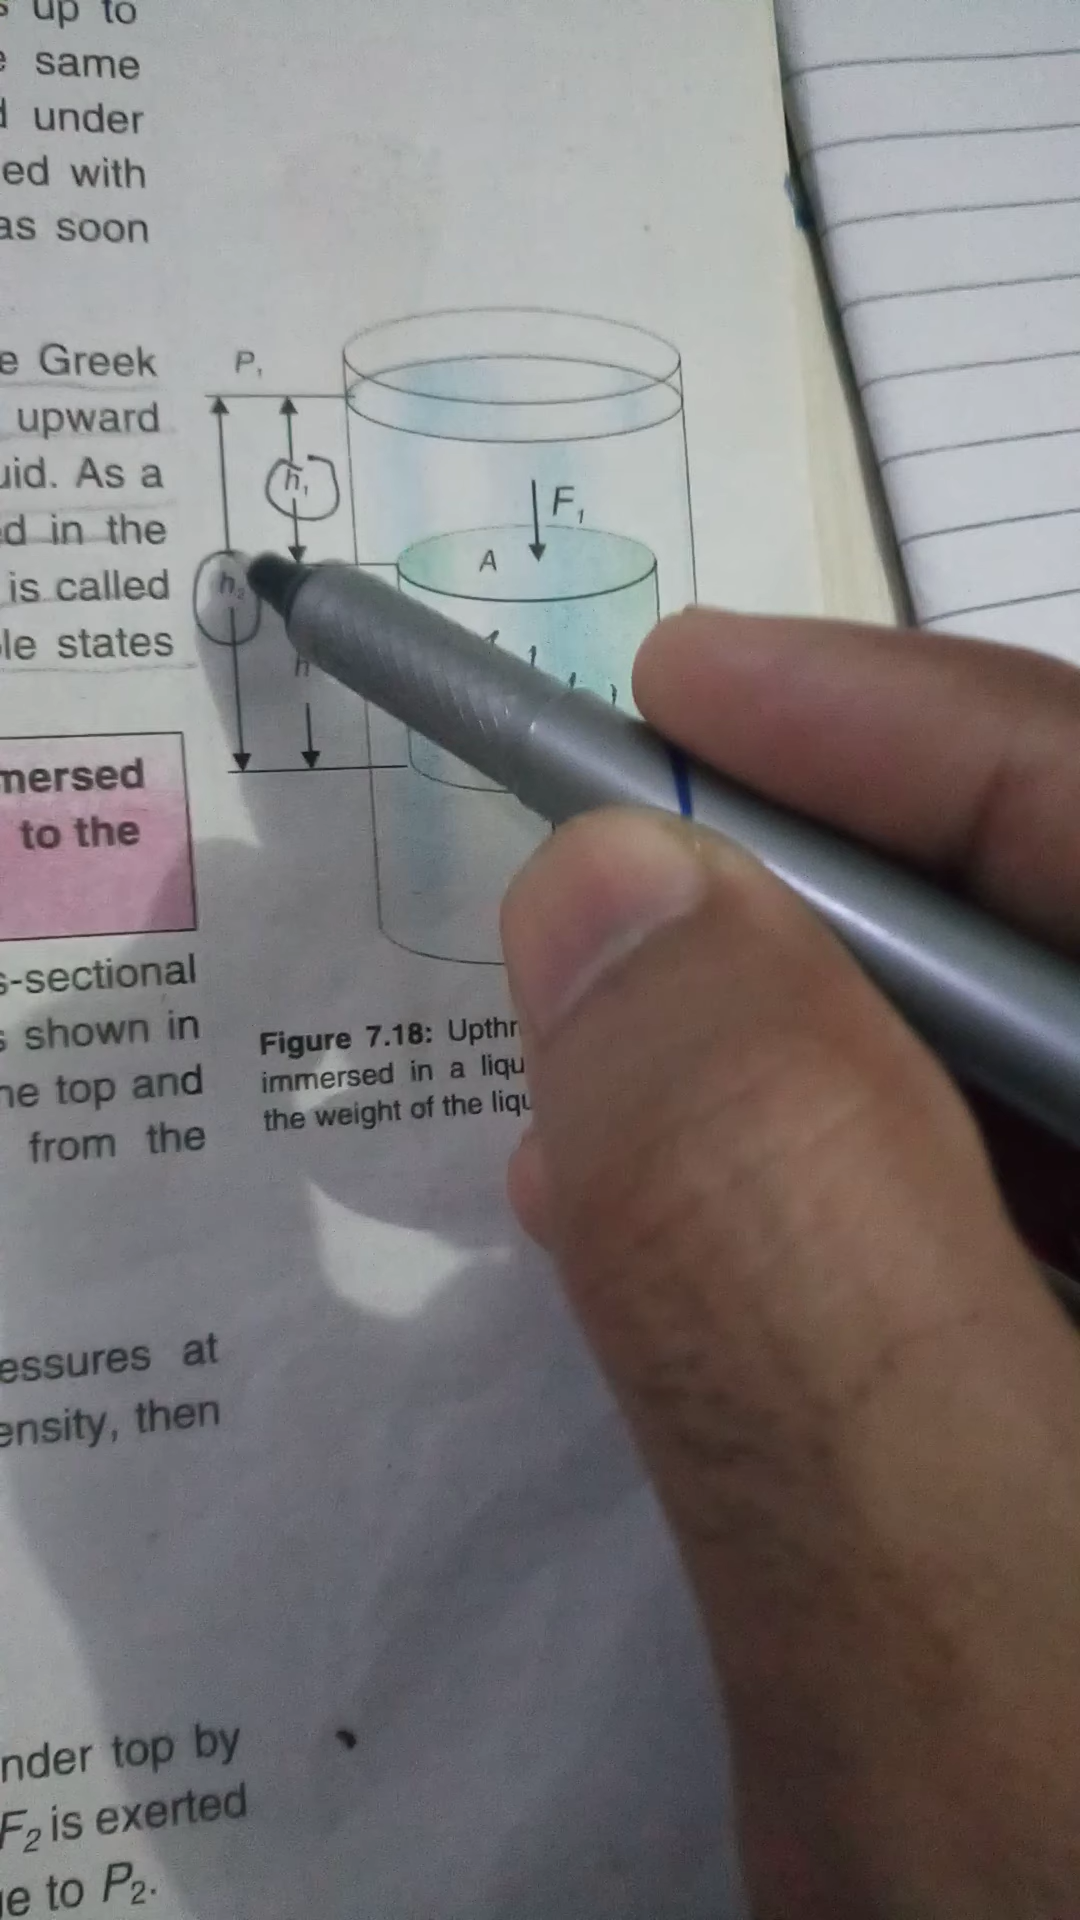 up to
same
under
ed with
as soon
Greek
upward
uid. As a
d in the
is called
le states
mersed
to the
s-sectional
shown in
he top and
from the
essures at
ensity, then
nder top by
F₂ is exerted
e to P₂.
P₁
h₁
F₁
A
h₂
h
Figure 7.18: Upthr
immersed in a liqu
the weight of the liqu